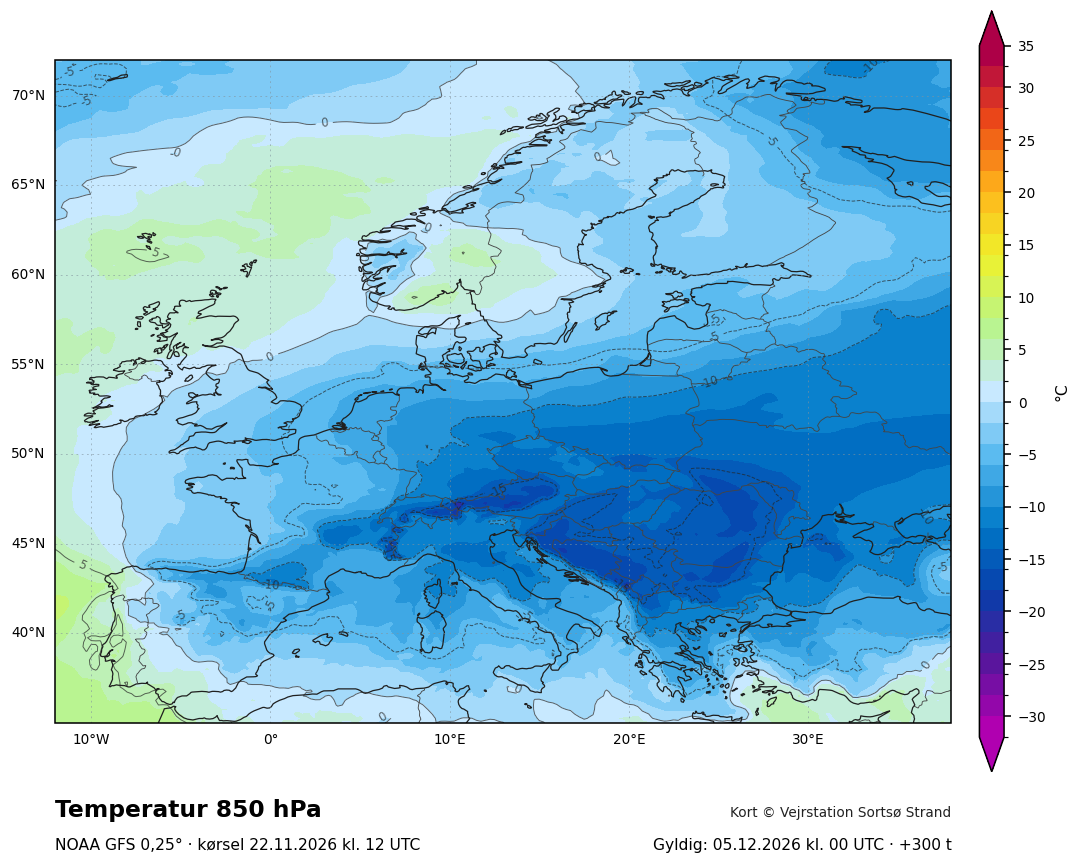 35
30
25
20
15
10
5
0
−5
−10
−15
−20
−25
−30
°C
70°N
65°N
60°N
55°N
50°N
45°N
40°N
10°W
0°
10°E
20°E
30°E
Temperatur 850 hPa
Kort © Vejrstation Sortsø Strand
NOAA GFS 0,25° · kørsel 22.11.2026 kl. 12 UTC
Gyldig: 05.12.2026 kl. 00 UTC · +300 t